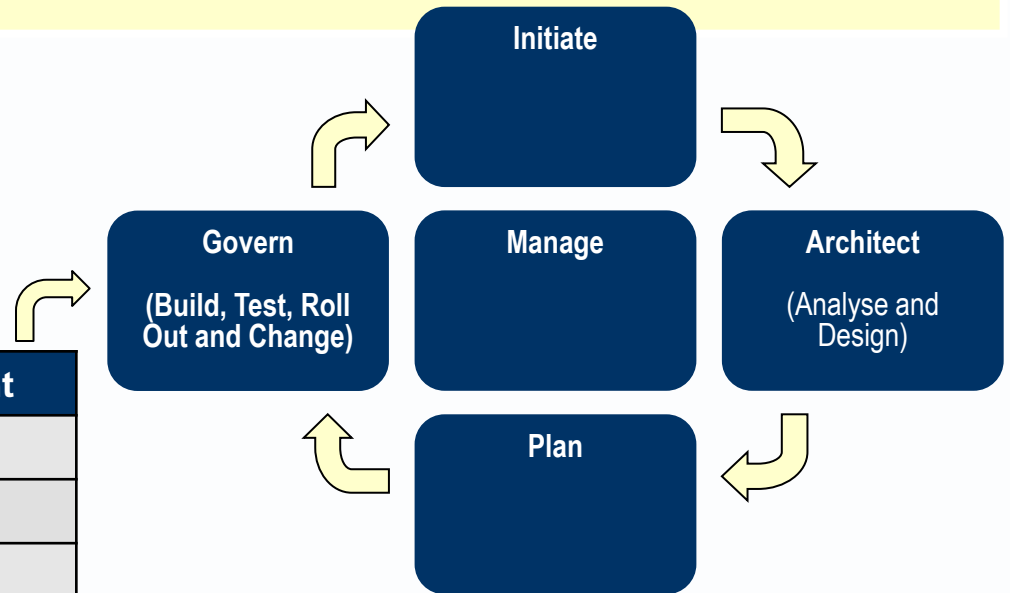 Initiate
Govern
(Build, Test, Roll
Out and Change)
Manage
Architect
(Analyse and
Design)
Plan